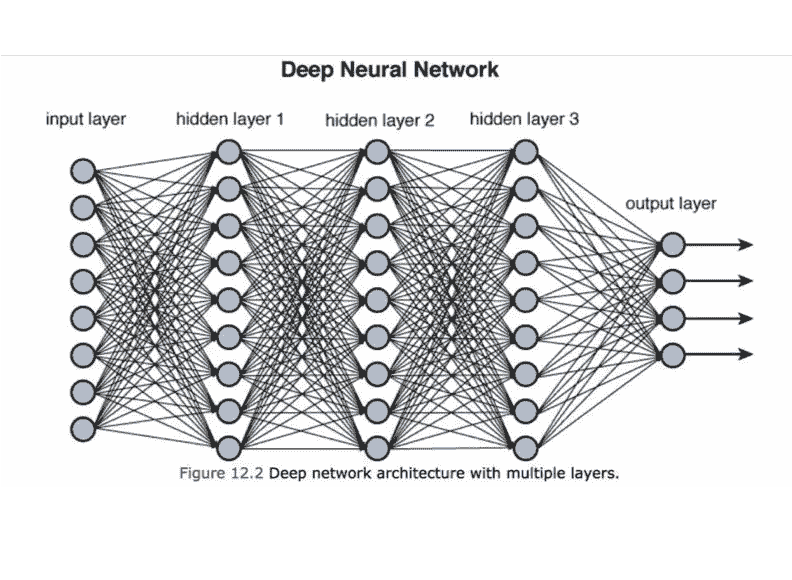 Deep Neural Network
input layer
hidden layer 1
hidden layer 2
hidden layer 3
output layer
Figure 12.2 Deep network architecture with multiple layers.